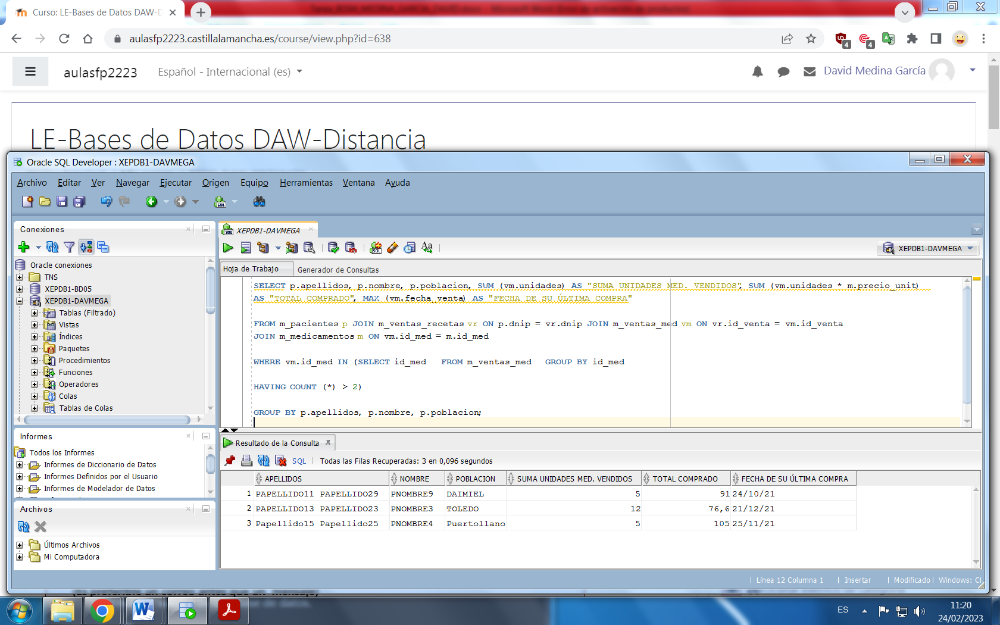 Curso: LE-Bases de Datos DAW-D
aulasfp2223.castillalamancha.es/course/view.php?id=638
4
4
aulasfp2223
Español - Internacional (es)
David Medina García
LE-Bases de Datos DAW-Distancia
Oracle SQL Developer : XEPDB1-DAVMEGA
Archivo Editar Ver Navegar Ejecutar Origen Equipo Herramientas Ventana Ayuda
Conexiones
Oracle conexiones
TNS
XEPDB1-BD05
XEPDB1-DAVMEGA
Tablas (Filtrado)
Vistas
Índices
Paquetes
Procedimientos
Funciones
Operadores
Colas
Tablas de Colas
Informes
Todos los Informes
Informes de Diccionario de Datos
Informes Definidos por el Usuario
Informes de Modelador de Datos
Archivos
Últimos Archivos
Mi Computadora
XEPDB1-DAVMEGA
XEPDB1-DAVMEGA
Hoja de Trabajo Generador de Consultas
SELECT p.apellidos, p.nombre, p.poblacion, SUM (vm.unidades) AS "SUMA UNIDADES MED. VENDIDOS", SUM (vm.unidades * m.precio_unit)
AS "TOTAL COMPRADO", MAX (vm.fecha_venta) AS "FECHA DE SU ÚLTIMA COMPRA"
FROM m_pacientes p JOIN m_ventas_recetas vr ON p.dnip = vr.dnip JOIN m_ventas_med vm ON vr.id_venta = vm.id_venta
JOIN m_medicamentos m ON vm.id_med = m.id_med
WHERE vm.id_med IN (SELECT id_med FROM m_ventas_med GROUP BY id_med
HAVING COUNT (*) > 2)
GROUP BY p.apellidos, p.nombre, p.poblacion;
Resultado de la Consulta
SQL Todas las Filas Recuperadas: 3 en 0,096 segundos
APELLIDOS NOMBRE POBLACION SUMA UNIDADES MED. VENDIDOS TOTAL COMPRADO FECHA DE SU ÚLTIMA COMPRA
1 PAPELLIDO11 PAPELLIDO29 PNOMBRE9 DAIMIEL 5 91 24/10/21
2 PAPELLIDO13 PAPELLIDO23 PNOMBRE3 TOLEDO 12 76,6 21/12/21
3 Papellido15 Papellido25 PNOMBRE4 Puertollano 5 105 25/11/21
Línea 12 Columna 1 Insertar Modificado Windows: Cl
ES
11:20
24/02/2023